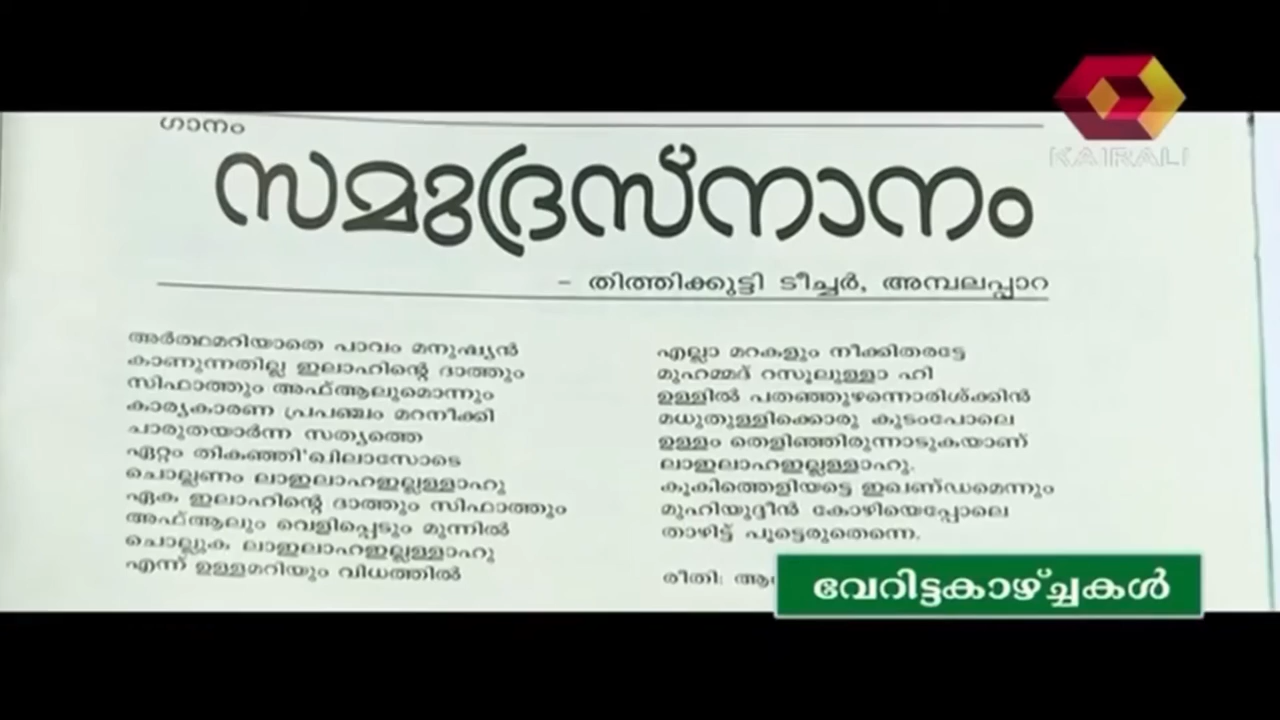 KAIRALI
ഗാനം
സമുദ്രസ്നാനം
– തിത്തിക്കുട്ടി ടീച്ചർ, അമ്പലപ്പാറ
അർത്ഥമറിയാതെ പാവം മനുഷ്യൻ
കാണുന്നതില്ല ഇലാഹിന്റെ ദാത്തും
സിഫാത്തും അഫ്ആലുമൊന്നും
കാര്യകാരണ പ്രപഞ്ചം മറനീക്കി
ചാരുതയാർന്ന സത്യത്തെ
ഏറ്റം തികഞ്ഞി'ഖിലാസോടെ
ചൊല്ലണം ലാഇലാഹഇല്ലള്ളാഹു
ഏക ഇലാഹിന്റെ ദാത്തും സിഫാത്തും
അഫ്ആലും വെളിപ്പെടും മുന്നിൽ
ചൊല്ലുക ലാഇലാഹഇല്ലള്ളാഹു
എന്ന് ഉള്ളമറിയും വിധത്തിൽ
എല്ലാ മറകളും നീക്കിതരട്ടേ
മുഹമ്മദ് റസൂലുള്ളാ ഹി
ഉള്ളിൽ പതഞ്ഞുഴന്നൊരിശ്ക്കിൻ
മധുതുള്ളിക്കൊരു കൂടംപോലെ
ഉള്ളം തെളിഞ്ഞിരുന്നാടുകയാണ്
ലാഇലാഹഇല്ലള്ളാഹു.
കൂകിത്തെളിയട്ടെ ഇഖണ്ഡമെന്നും
മുഹിയുദ്ദീൻ കോഴിയെപ്പോലെ
താഴിട്ട് പൂട്ടെരുതെന്നെ.
രീതി:
വേറിട്ടകാഴ്ച്ചകൾ